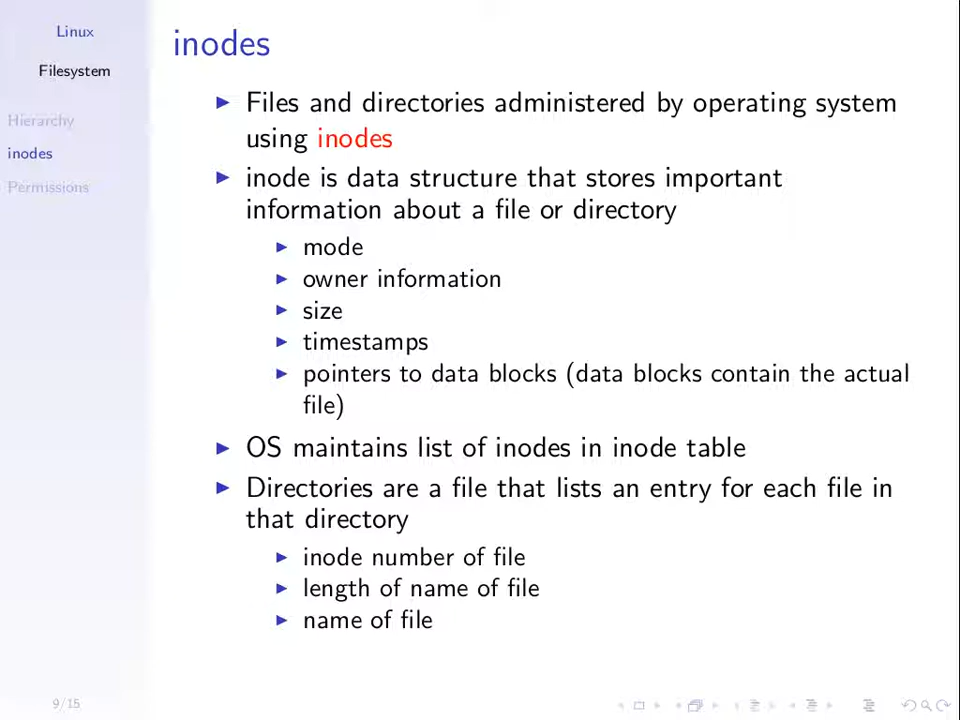 Linux
Filesystem
Hierarchy
inodes
Permissions
inodes
Files and directories administered by operating system
using inodes
inode is data structure that stores important
information about a file or directory
mode
owner information
size
timestamps
pointers to data blocks (data blocks contain the actual
file)
OS maintains list of inodes in inode table
Directories are a file that lists an entry for each file in
that directory
inode number of file
length of name of file
name of file
9/15